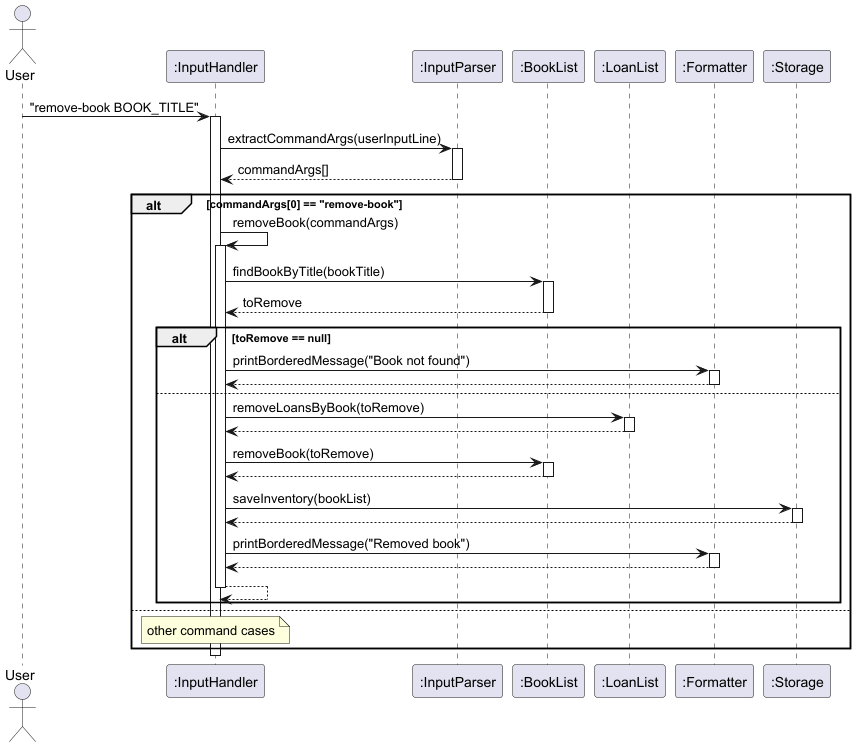 User
:InputHandler
:InputParser
:BookList
:LoanList
:Formatter
:Storage
"remove-book BOOK_TITLE"
extractCommandArgs(userInputLine)
commandArgs[]
alt
[commandArgs[0] == "remove-book"]
removeBook(commandArgs)
findBookByTitle(bookTitle)
toRemove
alt
[toRemove == null]
printBorderedMessage("Book not found")
removeLoansByBook(toRemove)
removeBook(toRemove)
saveInventory(bookList)
printBorderedMessage("Removed book")
other command cases
User
:InputHandler
:InputParser
:BookList
:LoanList
:Formatter
:Storage